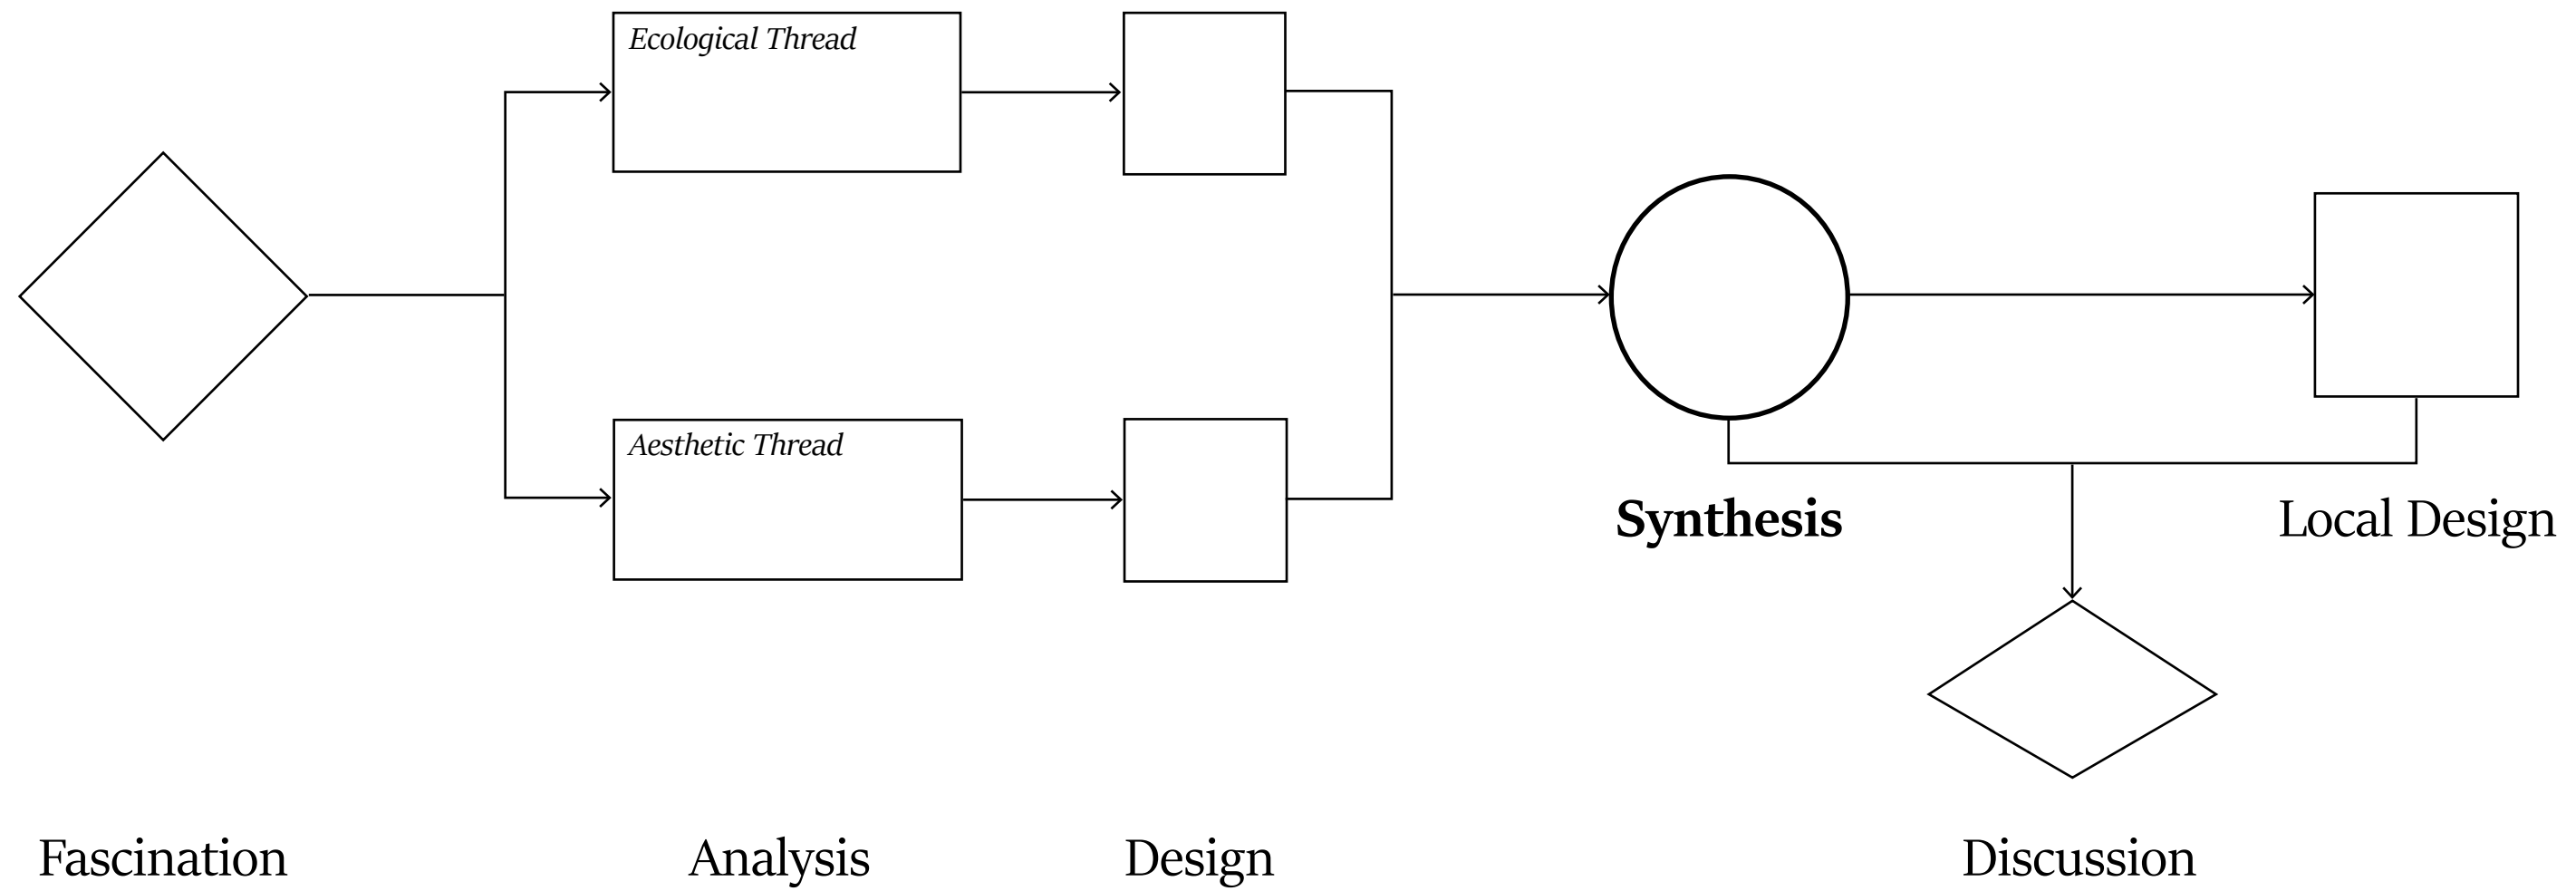 Ecological Thread
Aesthetic Thread
Synthesis
Local Design
Fascination
Analysis
Design
Discussion